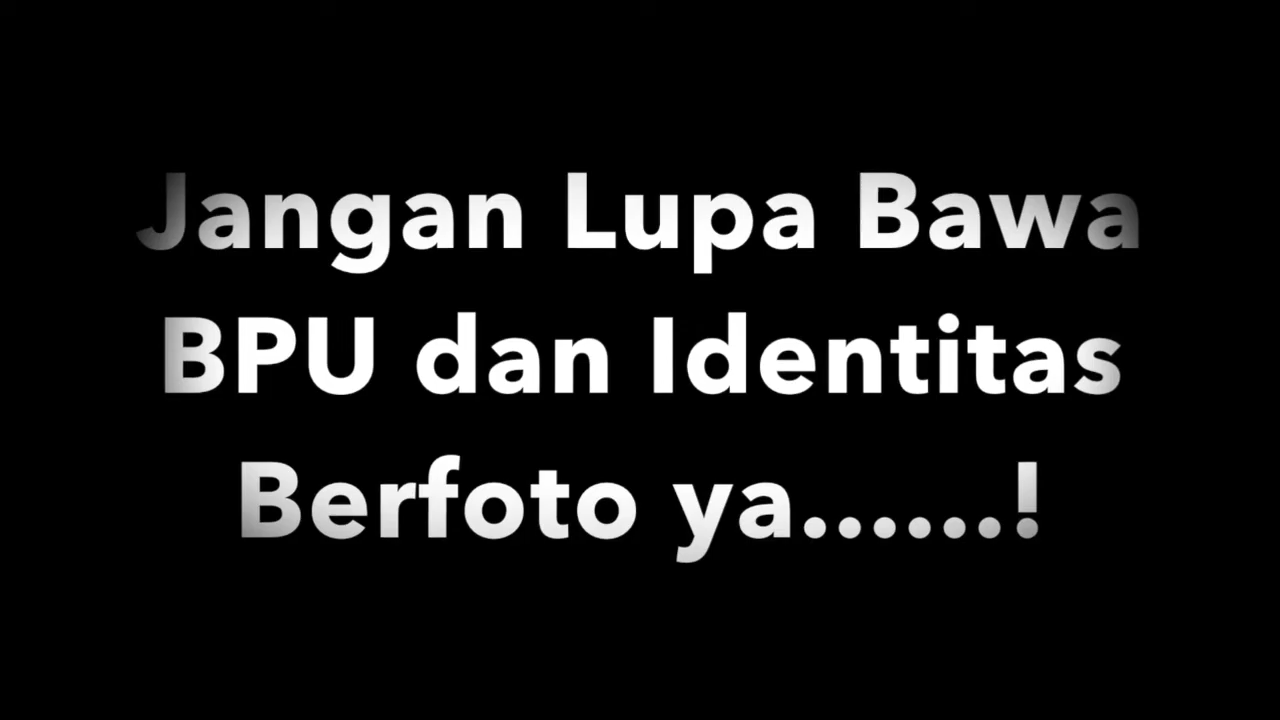 Jangan Lupa Bawa
BPU dan Identitas
Berfoto ya......!